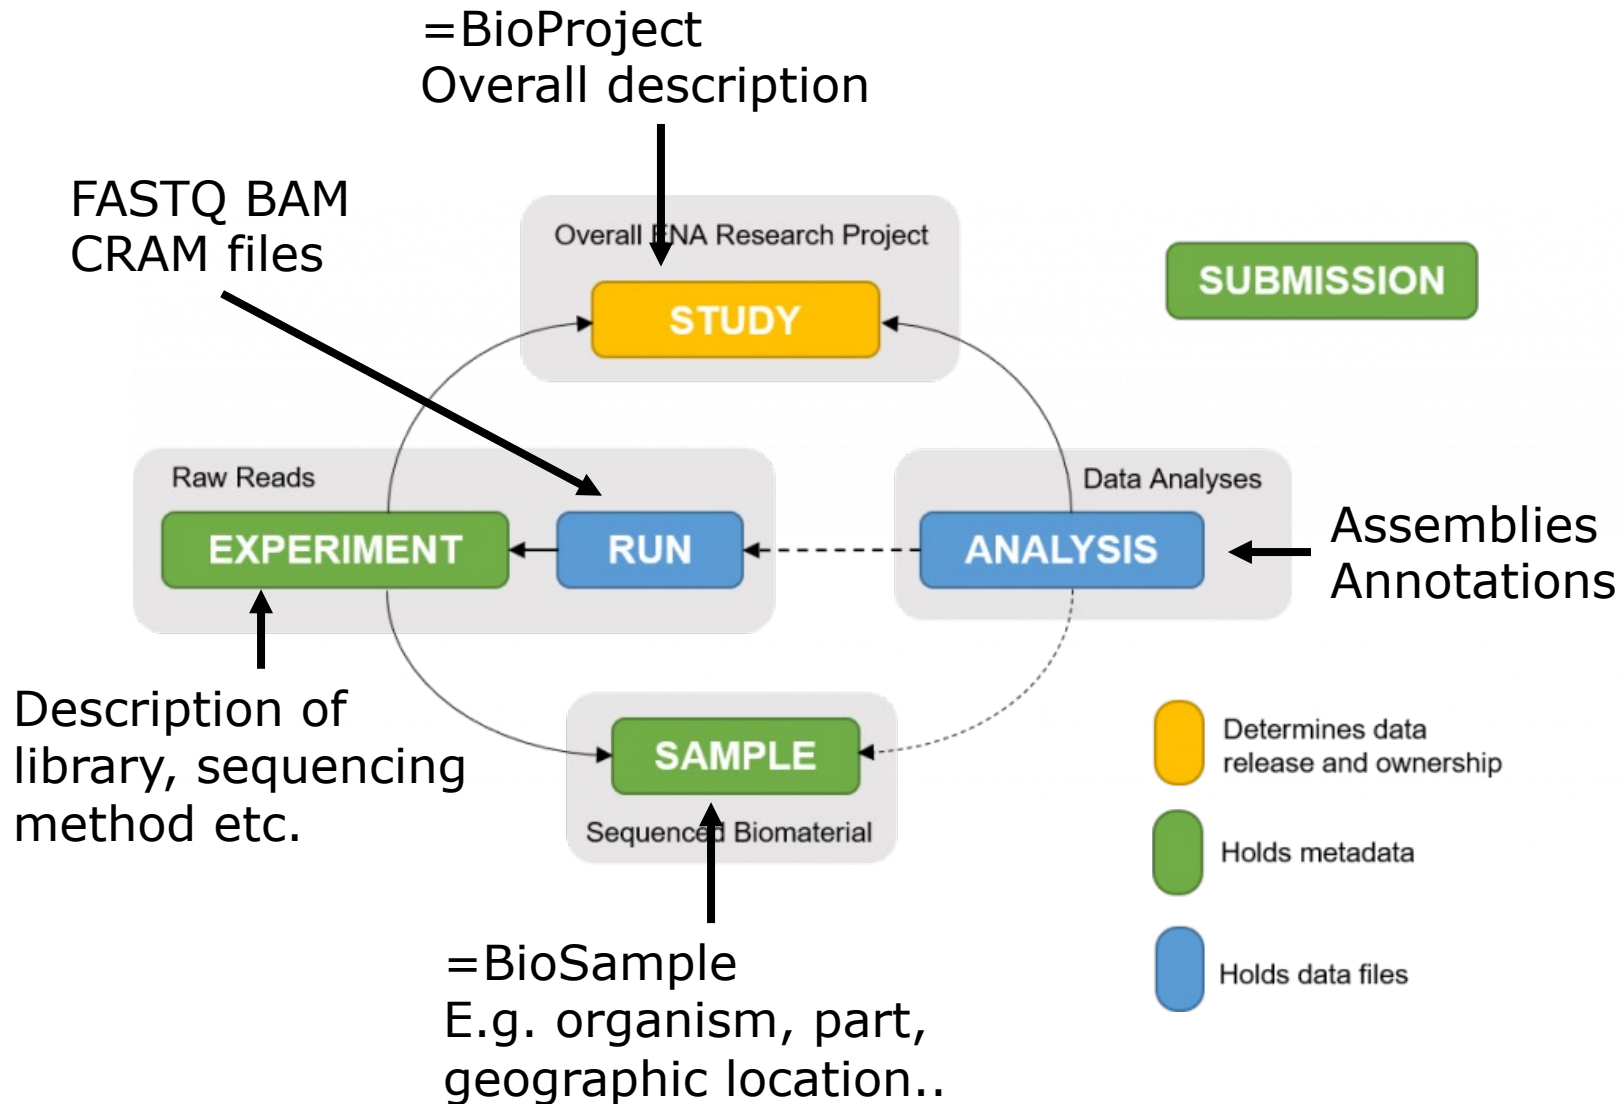 =BioProject
Overall description
FASTQ BAM
CRAM files
Overall ENA Research Project
STUDY
SUBMISSION
Raw Reads
EXPERIMENT
RUN
Data Analyses
ANALYSIS
Assemblies
Annotations
Description of
library, sequencing
method etc.
SAMPLE
Sequenced Biomaterial
=BioSample
E.g. organism, part,
geographic location..
Determines data
release and ownership
Holds metadata
Holds data files